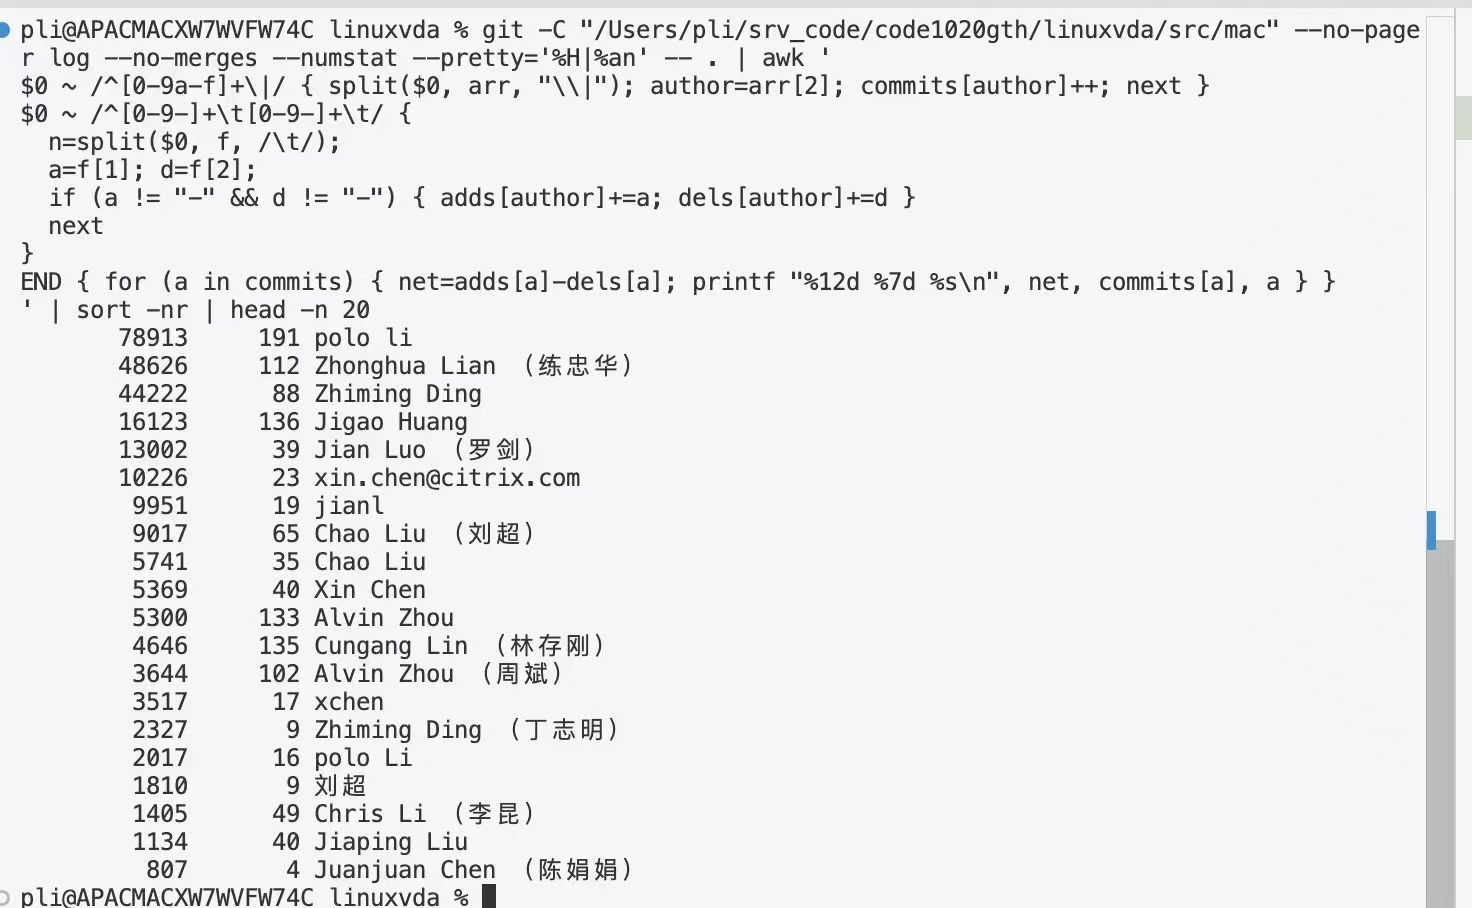 pli@APACMACXW7WVFW74C linuxvda % git -C "/Users/pli/srv_code/code1020gth/linuxvda/src/mac" --no-page
r log --no-merges --numstat --pretty='%H|%an' -- . | awk '
$0 ~ /^[0-9a-f]+\|/ { split($0, arr, "\\|"); author=arr[2]; commits[author]++; next }
$0 ~ /^[0-9-]+\t[0-9-]+\t/ {
  n=split($0, f, /\t/);
  a=f[1]; d=f[2];
  if (a != "-" && d != "-") { adds[author]+=a; dels[author]+=d }
  next
}
END { for (a in commits) { net=adds[a]-dels[a]; printf "%12d %7d %s\n", net, commits[a], a } }
' | sort -nr | head -n 20
       78913     191 polo li
       48626     112 Zhonghua Lian （练忠华）
       44222      88 Zhiming Ding
       16123     136 Jigao Huang
       13002      39 Jian Luo （罗剑）
       10226      23 xin.chen@citrix.com
        9951      19 jianl
        9017      65 Chao Liu （刘超）
        5741      35 Chao Liu
        5369      40 Xin Chen
        5300     133 Alvin Zhou
        4646     135 Cungang Lin （林存刚）
        3644     102 Alvin Zhou （周斌）
        3517      17 xchen
        2327       9 Zhiming Ding （丁志明）
        2017      16 polo Li
        1810       9 刘超
        1405      49 Chris Li （李昆）
        1134      40 Jiaping Liu
         807       4 Juanjuan Chen （陈娟娟）
pli@APACMACXW7WVFW74C linuxvda %